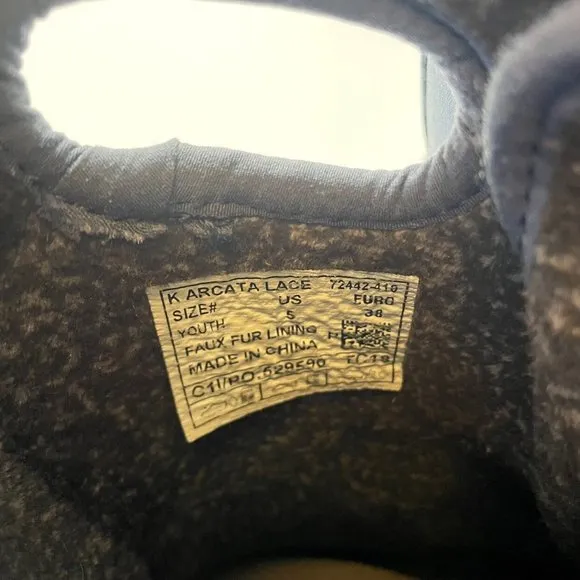 K ARCATA LACE 72442-410
SIZE# US EURO
YOUTH 5 38
FAUX FUR LINING
MADE IN CHINA
C1I/PO:529590 FC19